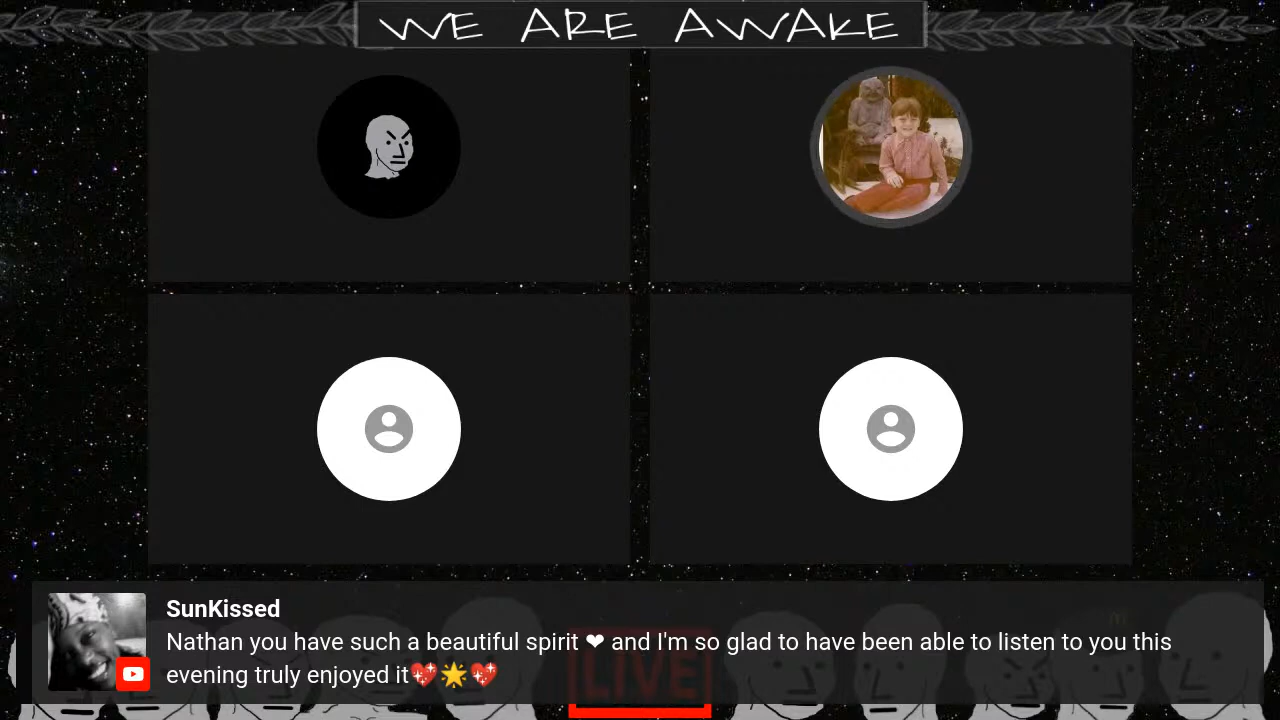 WE ARE AWAKE
SunKissed
Nathan you have such a beautiful spirit ❤ and I'm so glad to have been able to listen to you this
evening truly enjoyed it💖🌟💖
LIVE